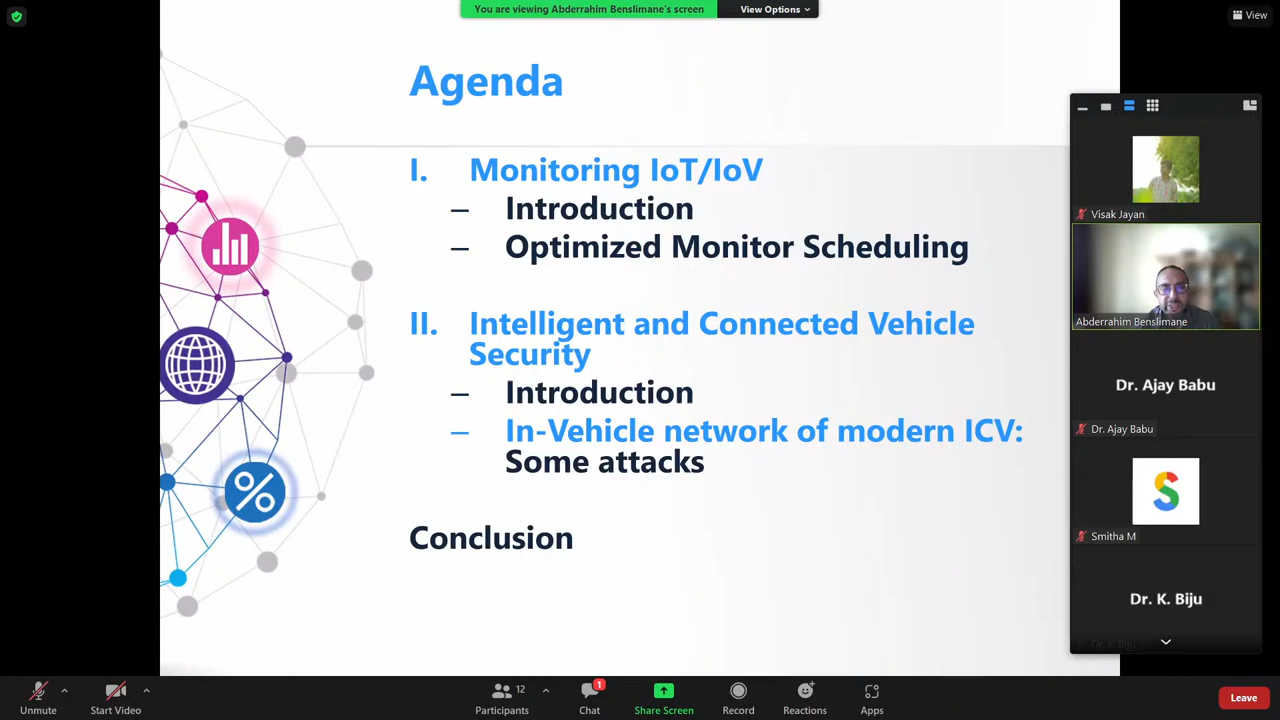 You are viewing Abderrahim Benslimane's screen
View Options
View
Agenda
I. Monitoring IoT/IoV
– Introduction
– Optimized Monitor Scheduling
II. Intelligent and Connected Vehicle
Security
– Introduction
– In-Vehicle network of modern ICV:
Some attacks
Conclusion
Visak Jayan
Abderrahim Benslimane
Dr. Ajay Babu
Dr. Ajay Babu
S
Smitha M
Dr. K. Biju
Dr. K. Biju
%
Unmute
Start Video
12
Participants
1
Chat
Share Screen
Record
Reactions
Apps
Leave